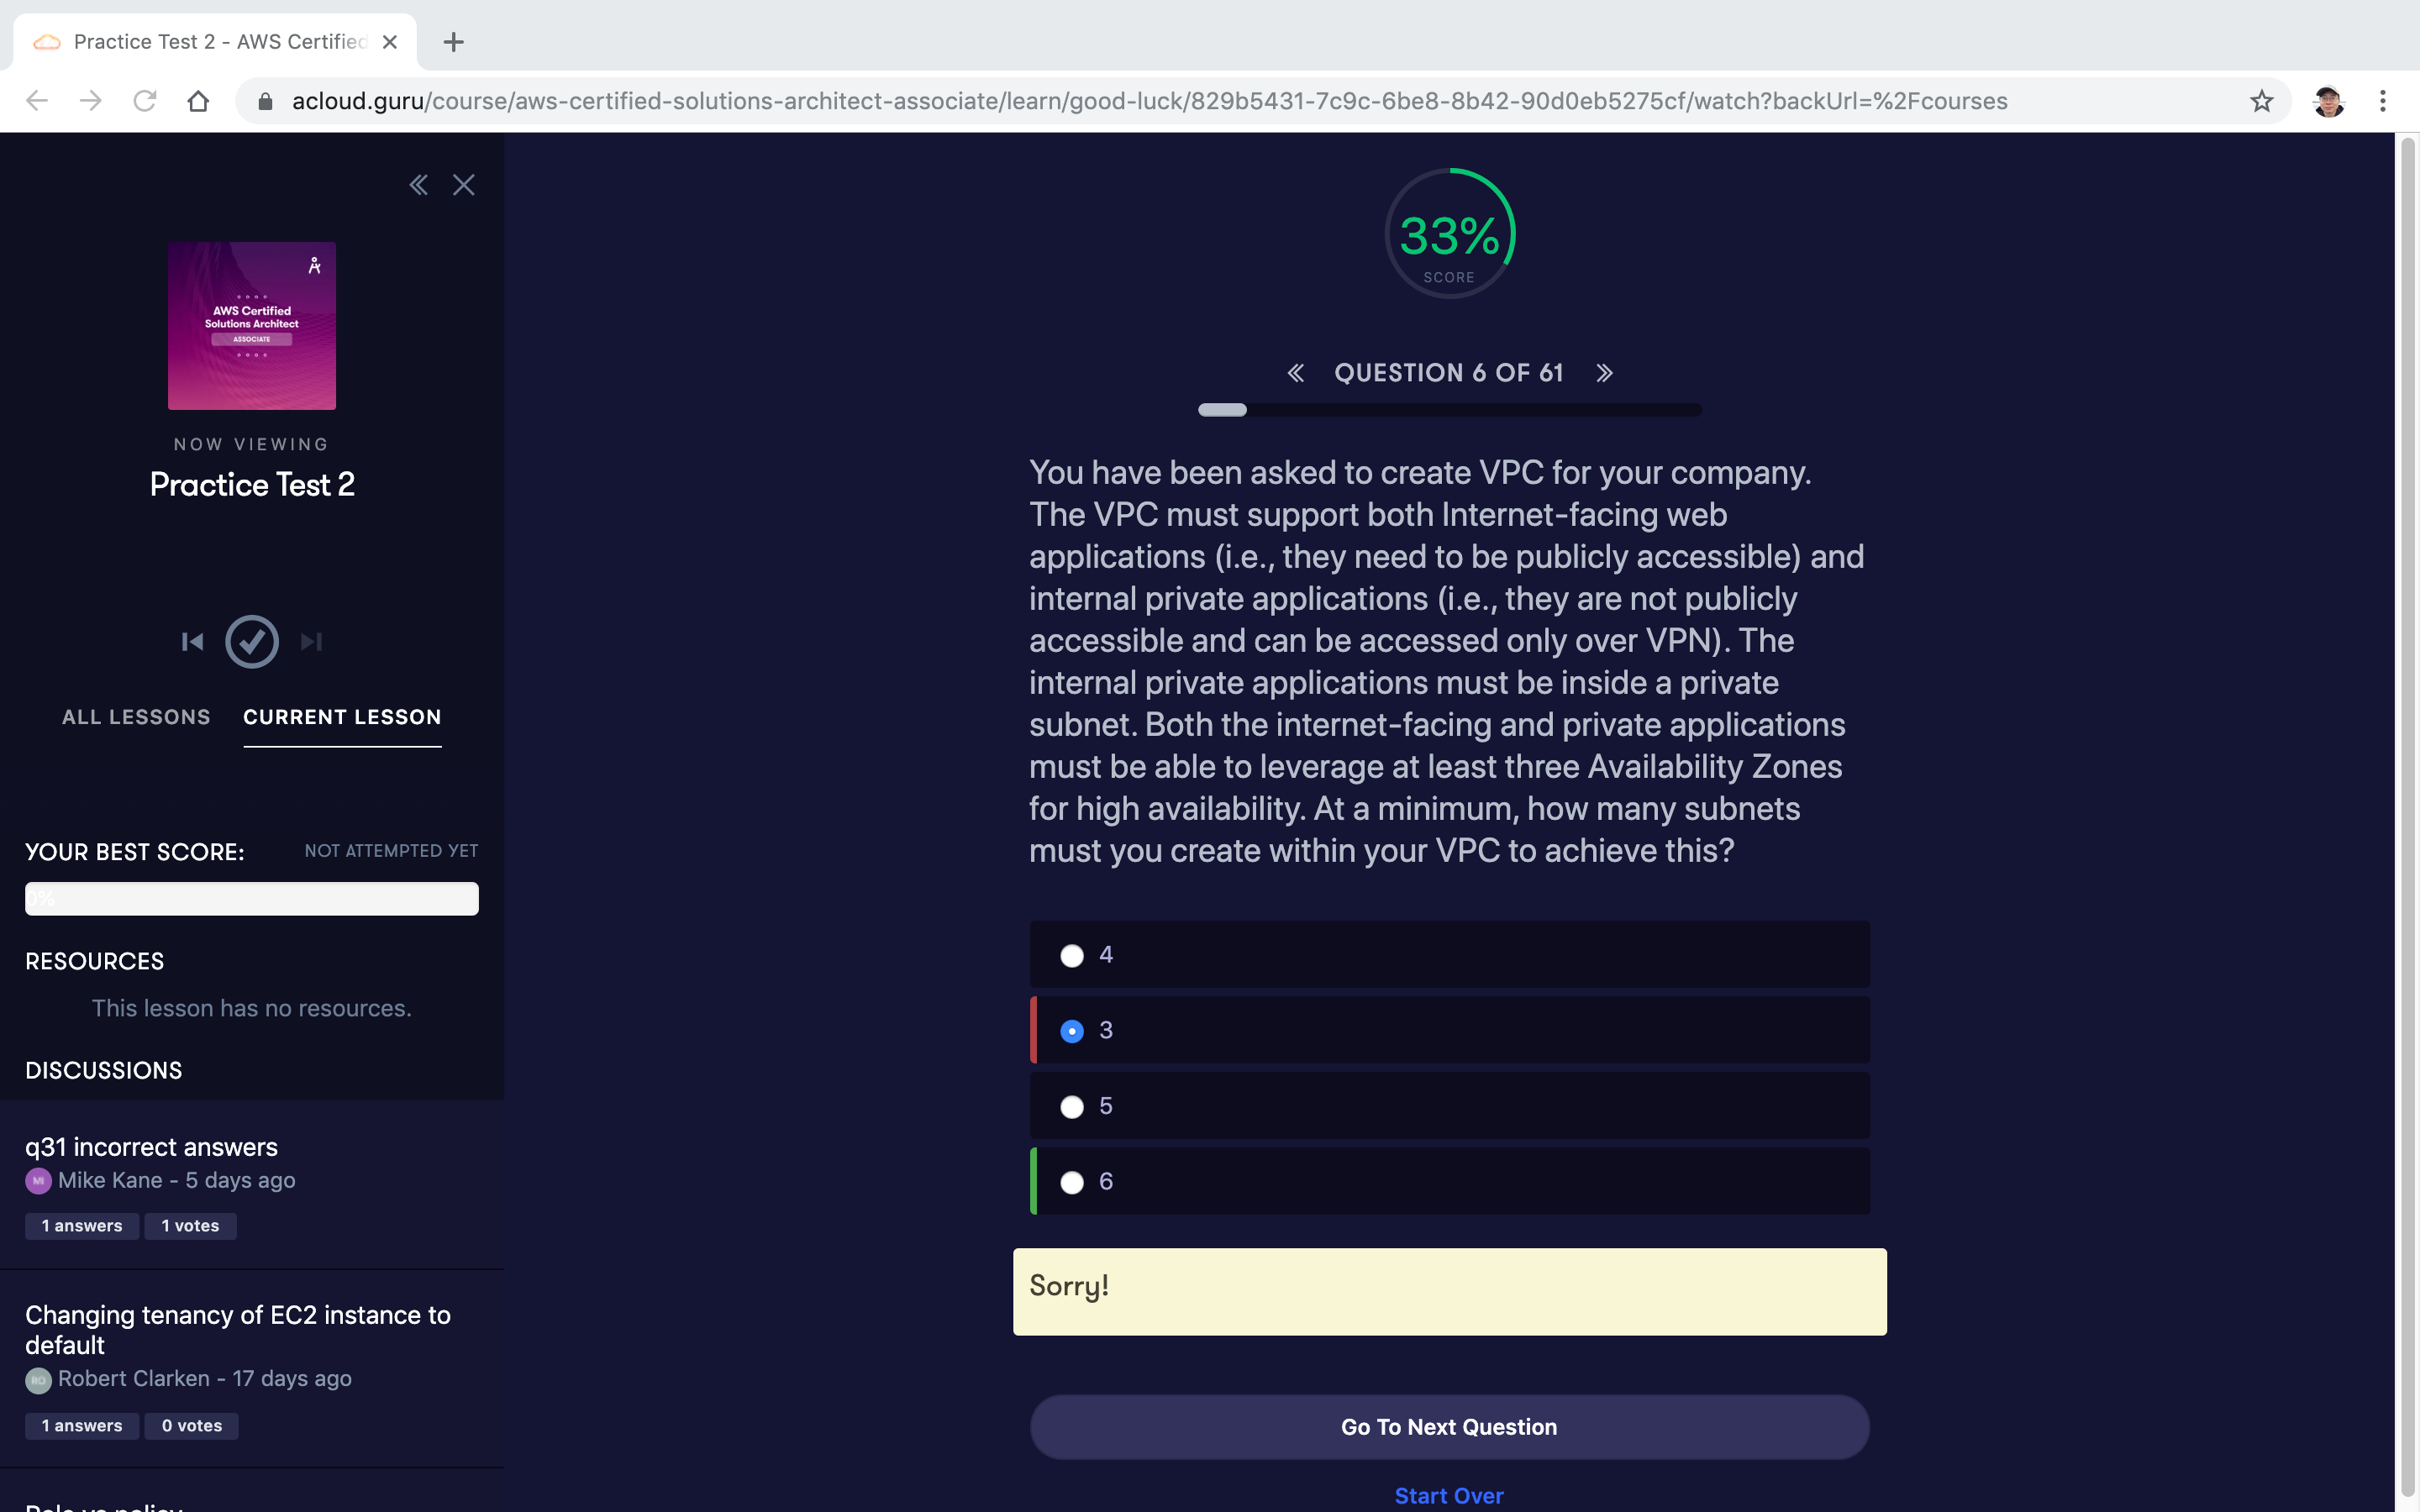 Practice Test 2 - AWS Certified
acloud.guru/course/aws-certified-solutions-architect-associate/learn/good-luck/829b5431-7c9c-6be8-8b42-90d0eb5275cf/watch?backUrl=%2Fcourses
AWS Certified
Solutions Architect
ASSOCIATE
NOW VIEWING
Practice Test 2
ALL LESSONS
CURRENT LESSON
YOUR BEST SCORE:
NOT ATTEMPTED YET
0%
RESOURCES
This lesson has no resources.
DISCUSSIONS
q31 incorrect answers
MI
Mike Kane - 5 days ago
1 answers
1 votes
Changing tenancy of EC2 instance to
default
RO
Robert Clarken - 17 days ago
1 answers
0 votes
33%
SCORE
QUESTION 6 OF 61
You have been asked to create VPC for your company.
The VPC must support both Internet-facing web
applications (i.e., they need to be publicly accessible) and
internal private applications (i.e., they are not publicly
accessible and can be accessed only over VPN). The
internal private applications must be inside a private
subnet. Both the internet-facing and private applications
must be able to leverage at least three Availability Zones
for high availability. At a minimum, how many subnets
must you create within your VPC to achieve this?
4
3
5
6
Sorry!
Go To Next Question
Start Over